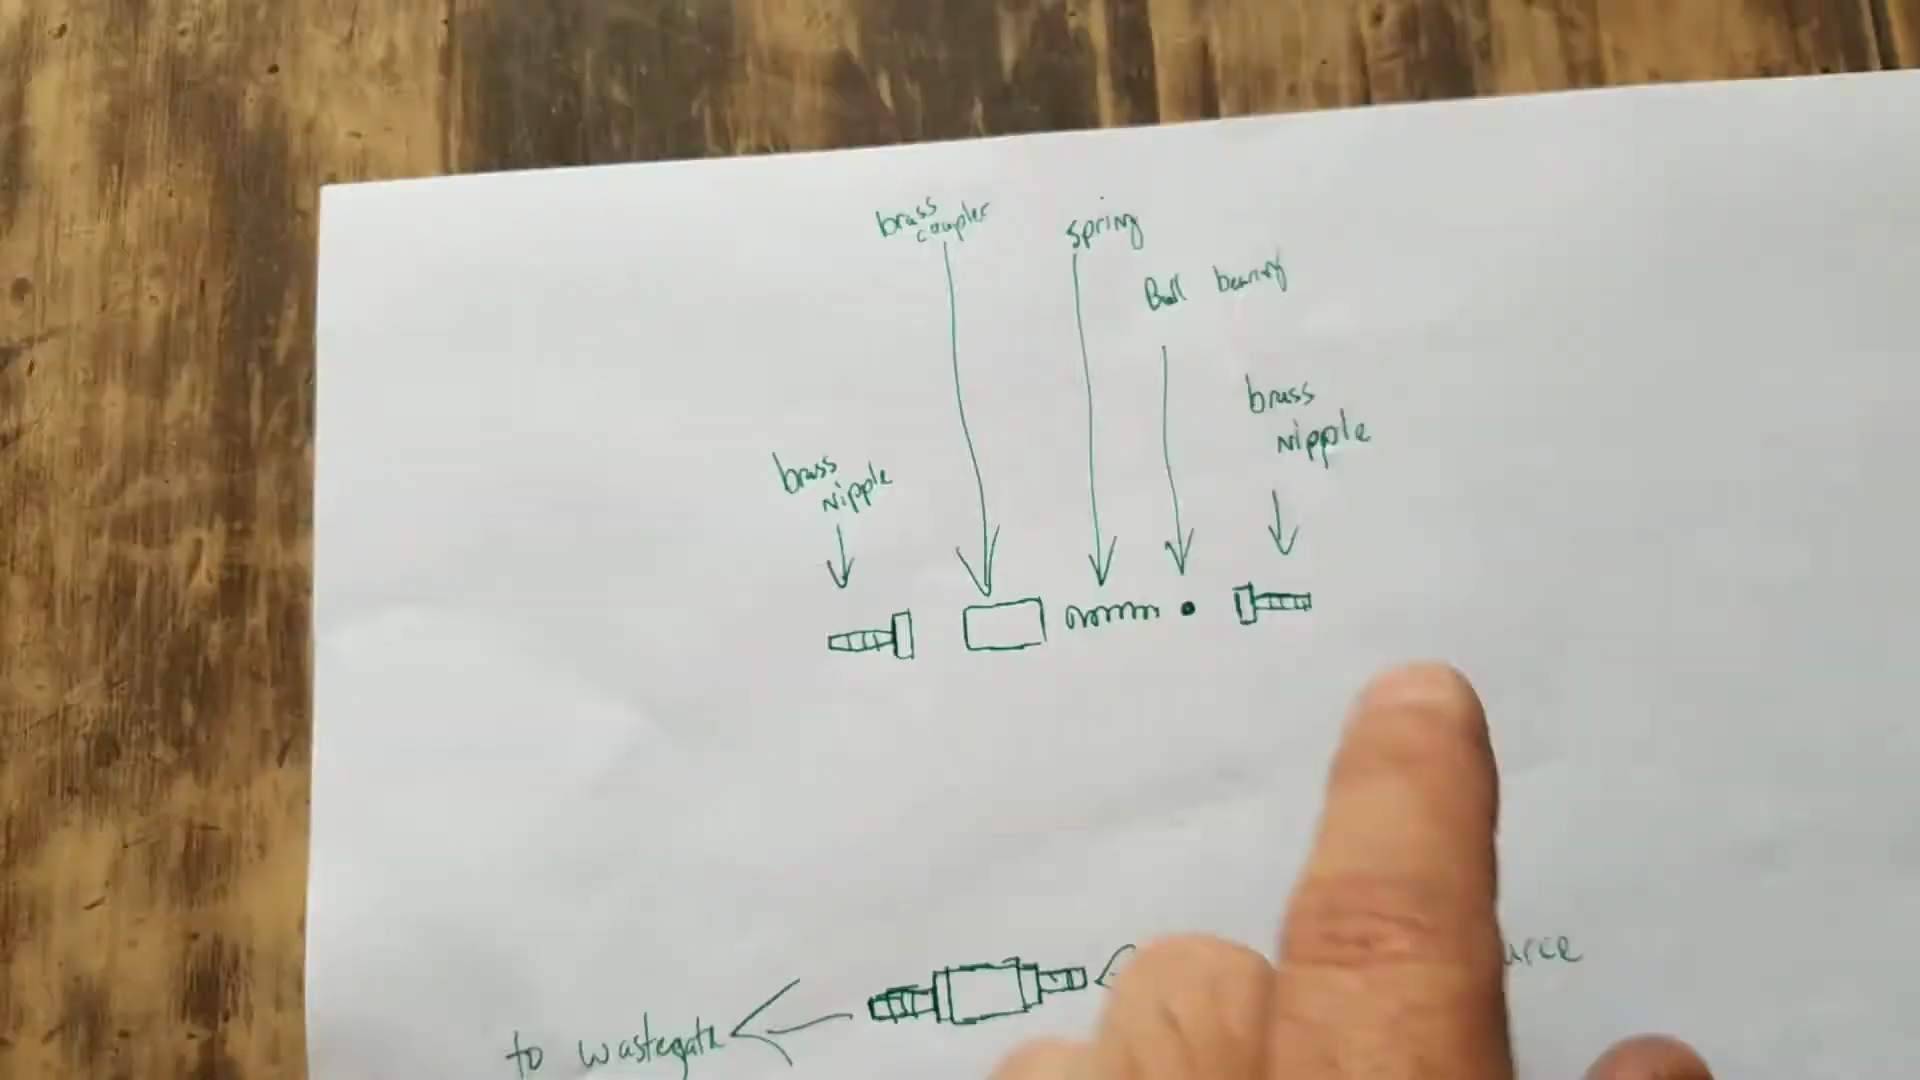 brass
coupler
spring
Ball bearing
brass
nipple
brass
nipple
to wastegate